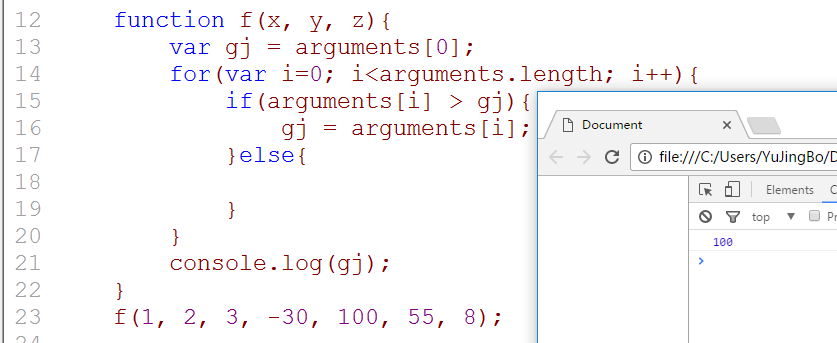 12 function f(x, y, z){
13 var gj = arguments[0];
14 for(var i=0; i<arguments.length; i++){
15 if(arguments[i] > gj){
16 gj = arguments[i];
17 }else{
18
19 }
20 }
21 console.log(gj);
22 }
23 f(1, 2, 3, -30, 100, 55, 8);
Document
file:///C:/Users/YuJingBo/D
Elements
top
100